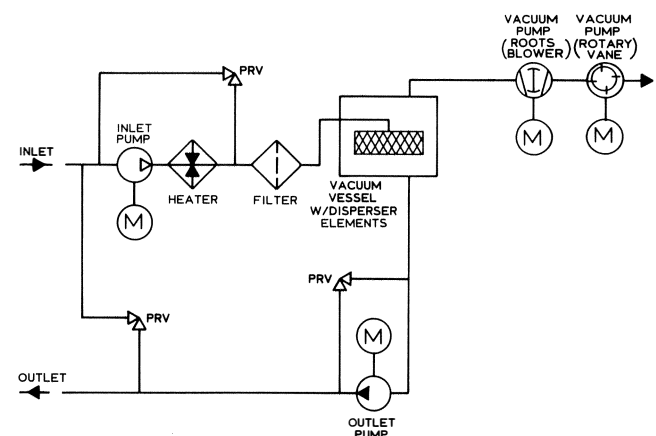 VACUUM
PUMP
(ROOTS
BLOWER)
M
VACUUM
PUMP
(ROTARY
VANE)
M
PRV
INLET
PUMP
INLET
M
HEATER
FILTER
VACUUM
VESSEL
W/DISPERSER
ELEMENTS
PRV
PRV
M
OUTLET
OUTLET
PUMP